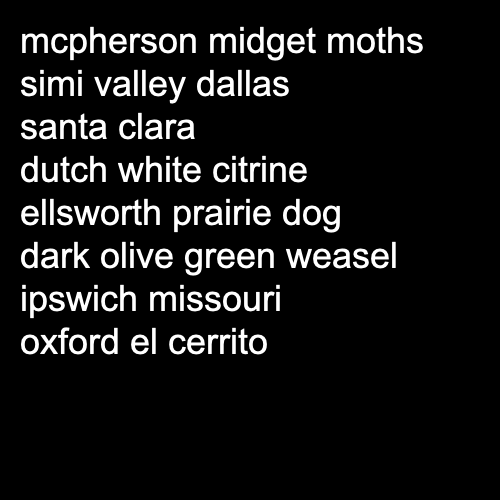 mcpherson midget moths
simi valley dallas
santa clara
dutch white citrine
ellsworth prairie dog
dark olive green weasel
ipswich missouri
oxford el cerrito